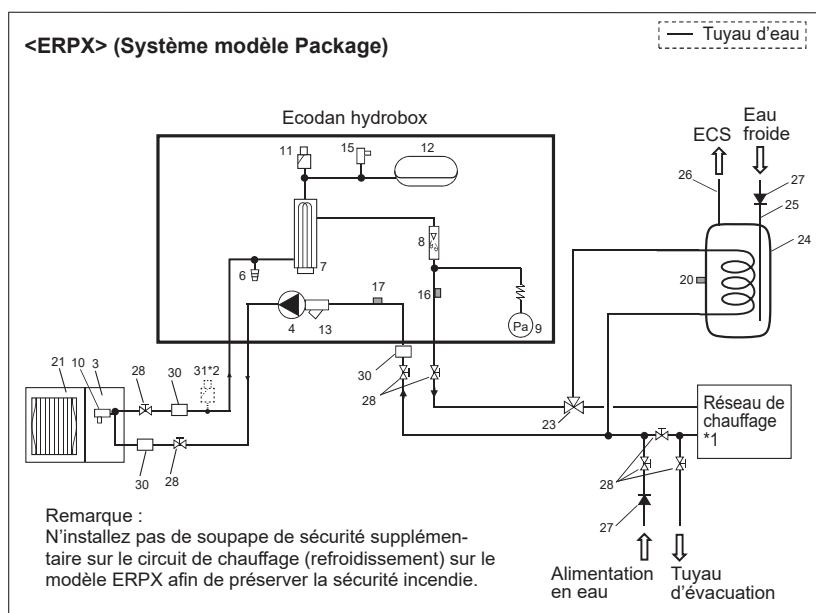 <ERPX> (Système modèle Package)
Tuyau d'eau
Ecodan hydrobox
ECS
Eau
froide
11
15
12
26
27
25
24
8
6
7
20
17
16
4
13
Pa
9
21
10
3
28
30
31*2
30
28
23
Réseau de
chauffage
*1
30
28
28
27
Remarque :
N'installez pas de soupape de sécurité supplémen-
taire sur le circuit de chauffage (refroidissement) sur le
modèle ERPX afin de préserver la sécurité incendie.
Alimentation
en eau
Tuyau
d'évacuation